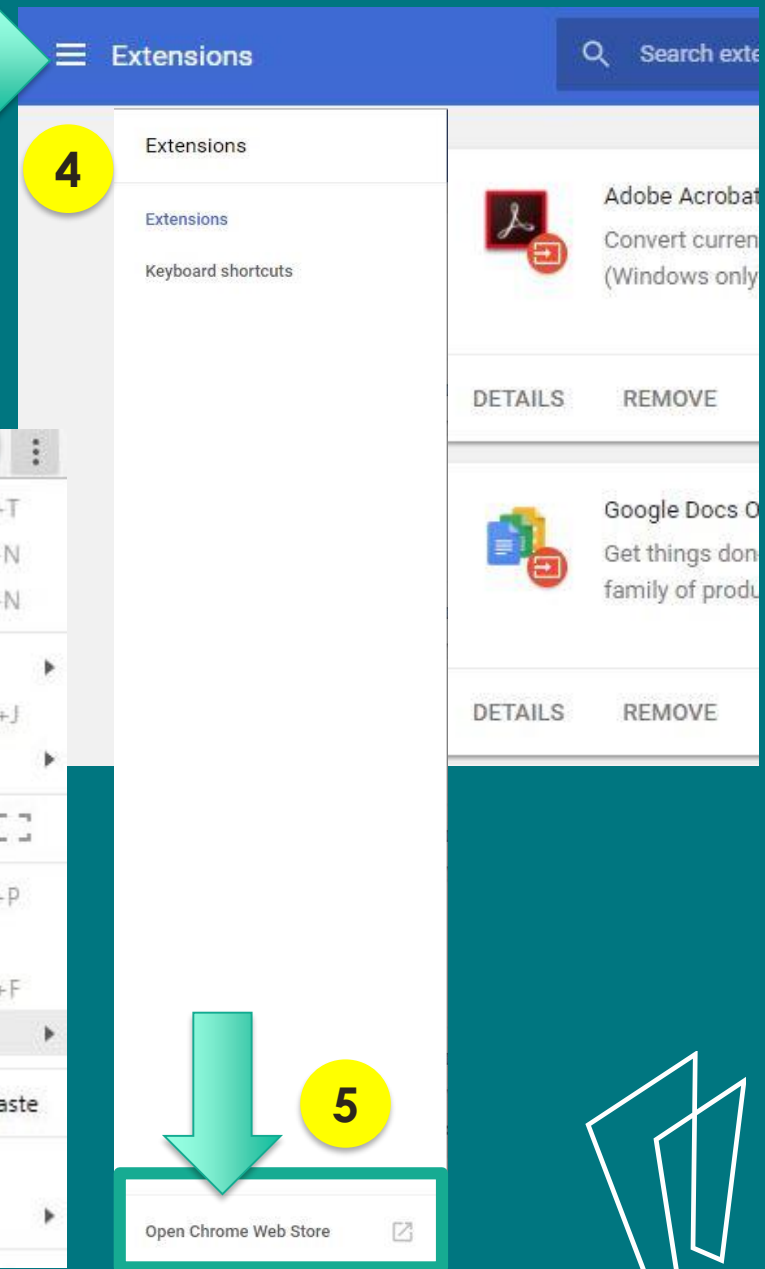 Extensions
Search exte
4
Extensions
Extensions
Keyboard shortcuts
Adobe Acrobat
Convert curren
(Windows only
DETAILS REMOVE
Google Docs O
Get things don
family of produ
DETAILS REMOVE
-T
-N
-N
+J
+P
+F
aste
5
Open Chrome Web Store